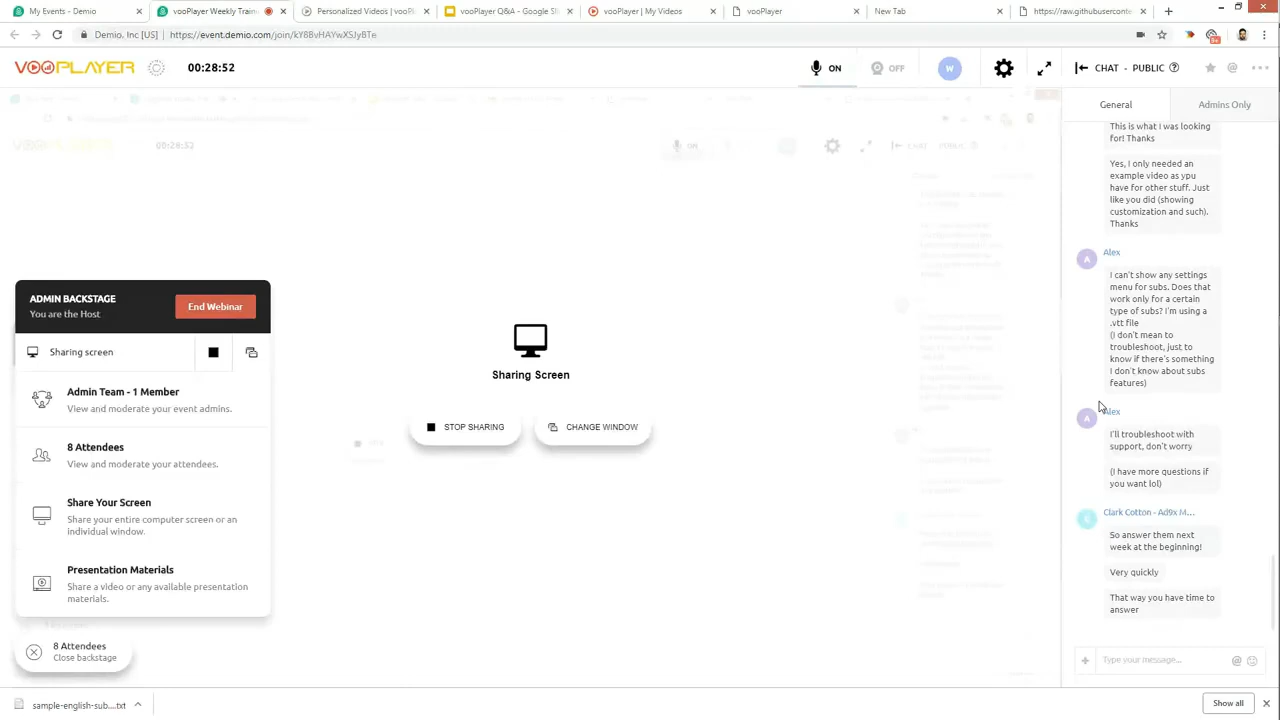 My Events - Demio
vooPlayer Weekly Train
Personalized Videos | vooPl
vooPlayer Q&A - Google Sl
vooPlayer | My Videos
vooPlayer
New Tab
https://raw.githubuserconte
Demio, Inc [US] | https://event.demio.com/join/kY8BvHAYwXSJyBTe
VOOPLAYER
00:28:52
ON
OFF
W
CHAT - PUBLIC
General
Admins Only
00:28:52
ON
This is what I was looking
for! Thanks
Yes, I only needed an
example video as ypu
have for other stuff. Just
like you did (showing
customization and such).
Thanks
A
Alex
I can't show any settings
menu for subs. Does that
work only for a certain
type of subs? I'm using a
.vtt file
(I don't mean to
troubleshoot, just to
know if there's something
I don't know about subs
features)
A
Alex
I'll troubleshoot with
support, don't worry
(I have more questions if
you want lol)
Clark Cotton - Ad9x M...
So answer them next
week at the beginning!
Very quickly
That way you have time to
answer
Type your message...
ADMIN BACKSTAGE
You are the Host
End Webinar
Sharing screen
Admin Team - 1 Member
View and moderate your event admins.
8 Attendees
View and moderate your attendees.
Share Your Screen
Share your entire computer screen or an
individual window.
Presentation Materials
Share a video or any available presentation
materials.
8 Attendees
Close backstage
Sharing Screen
STOP SHARING
CHANGE WINDOW
sample-english-sub....txt
Show all